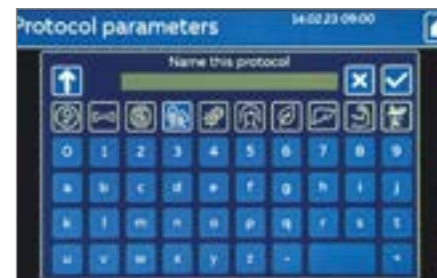 Protocol parameters 14.02.23 09:00
Name this protocol
0 1 2 3 4 5 6 7 8 9
a b c d e f g h i j
k l m n o p q r s t
u v w x y z -